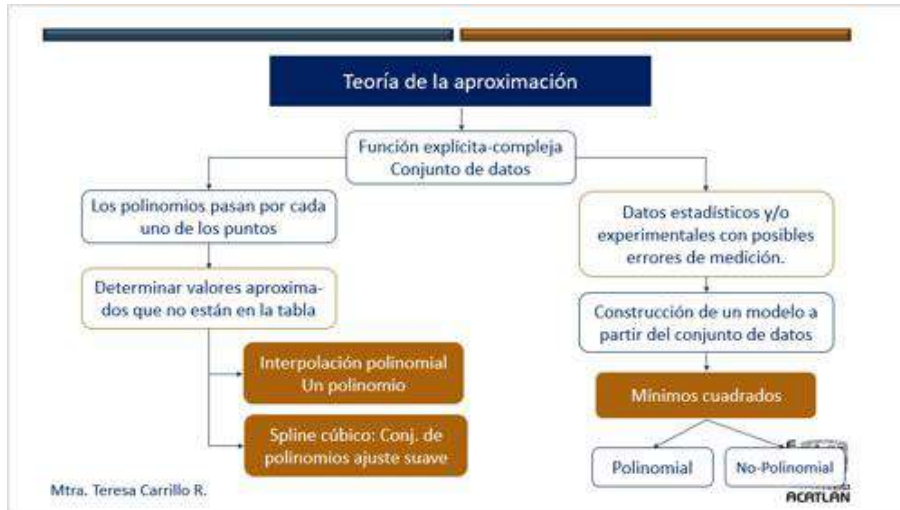 Teoría de la aproximación
Función explícita-compleja
Conjunto de datos
Los polinomios pasan por cada
uno de los puntos
Determinar valores aproxima-
dos que no están en la tabla
Interpolación polinomial
Un polinomio
Spline cúbico: Conj. de
polinomios ajuste suave
Datos estadísticos y/o
experimentales con posibles
errores de medición.
Construcción de un modelo a
partir del conjunto de datos
Mínimos cuadrados
Polinomial
No-Polinomial
Mtra. Teresa Carrillo R.
ACATLÁN